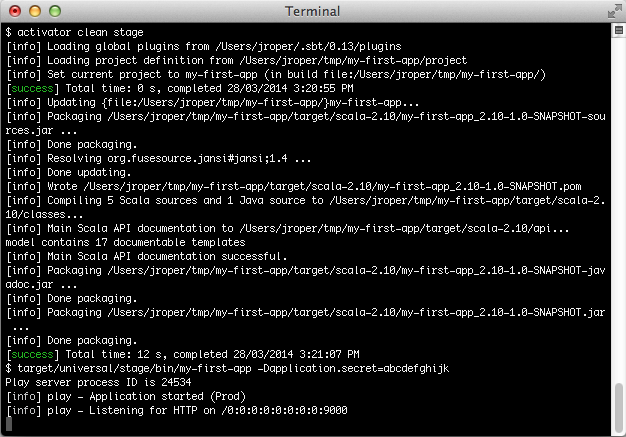 Terminal
$ activator clean stage
[info] Loading global plugins from /Users/jroper/.sbt/0.13/plugins
[info] Loading project definition from /Users/jroper/tmp/my-first-app/project
[info] Set current project to my-first-app (in build file:/Users/jroper/tmp/my-first-app/)
[success] Total time: 0 s, completed 28/03/2014 3:20:55 PM
[info] Updating {file:/Users/jroper/tmp/my-first-app/}my-first-app...
[info] Packaging /Users/jroper/tmp/my-first-app/target/scala-2.10/my-first-app_2.10-1.0-SNAPSHOT-sou
rces.jar ...
[info] Done packaging.
[info] Resolving org.fusesource.jansi#jansi;1.4 ...
[info] Done updating.
[info] Wrote /Users/jroper/tmp/my-first-app/target/scala-2.10/my-first-app_2.10-1.0-SNAPSHOT.pom
[info] Compiling 5 Scala sources and 1 Java source to /Users/jroper/tmp/my-first-app/target/scala-2.
10/classes...
[info] Main Scala API documentation to /Users/jroper/tmp/my-first-app/target/scala-2.10/api...
model contains 17 documentable templates
[info] Main Scala API documentation successful.
[info] Packaging /Users/jroper/tmp/my-first-app/target/scala-2.10/my-first-app_2.10-1.0-SNAPSHOT-jav
adoc.jar ...
[info] Done packaging.
[info] Packaging /Users/jroper/tmp/my-first-app/target/scala-2.10/my-first-app_2.10-1.0-SNAPSHOT.jar
 ...
[info] Done packaging.
[success] Total time: 12 s, completed 28/03/2014 3:21:07 PM
$ target/universal/stage/bin/my-first-app -Dapplication.secret=abcdefghijk
Play server process ID is 24534
[info] play - Application started (Prod)
[info] play - Listening for HTTP on /0:0:0:0:0:0:0:0:9000